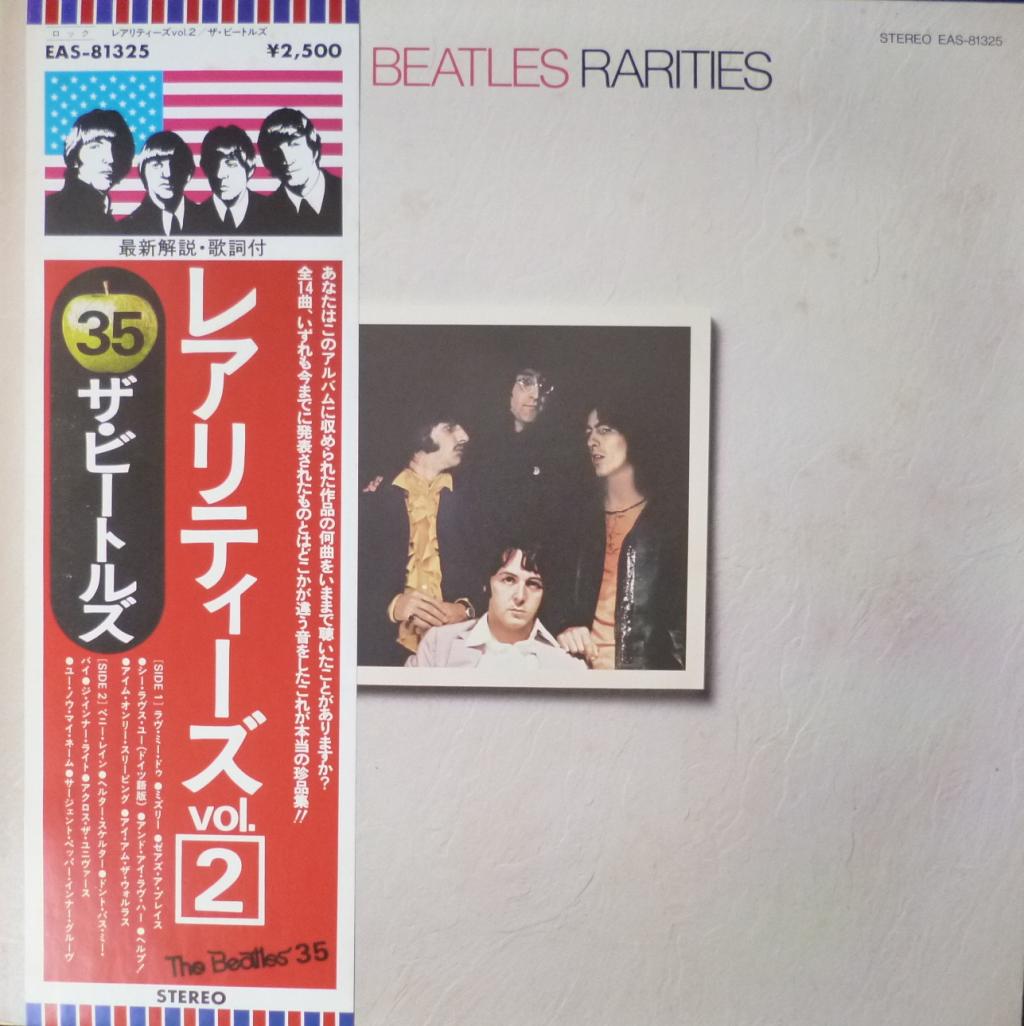 ロック レアリティーズvol.2/ザ・ビートルズ
EAS-81325 ¥2,500
BEATLES RARITIES
STEREO EAS-81325
最新解説・歌詞付
あなたはこのアルバムに収められた作品の何曲をいままで聴いたことがありますか?
全14曲、いずれも今までに発表されたものとはどこかが違う音をしたこれが本当の珍品集!!
レアリティーズ vol. 2
35
ザ・ビートルズ
[SIDE 1] ラヴ・ミー・ドゥ ●ミズリー ●ゼアズ・ア・プレイス
●シー・ラヴズ・ユー(ドイツ語版) ●アンド・アイ・ラヴ・ハー ●ヘルプ!
●アイム・オンリー・スリーピング ●アイ・アム・ザ・ウォルラス
[SIDE 2] ペニー・レイン●ヘルター・スケルター●ドント・パス・ミー・
バイ●ジ・インナー・ライト●アクロス・ザ・ユニヴァース
●ユー・ノウ・マイ・ネーム●サージェント・ペッパー・インナー・グルーヴ
The Beatles 35
STEREO